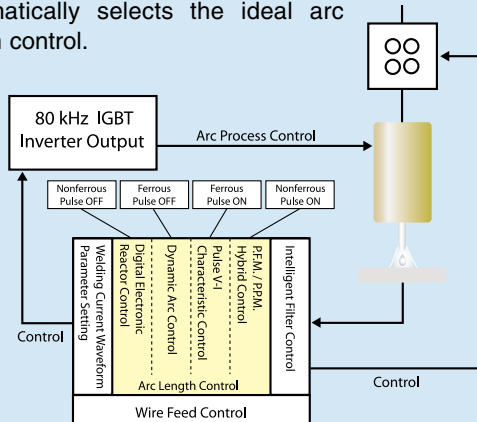 matically selects the ideal arc
n control.
80 kHz IGBT
Inverter Output
Arc Process Control
Nonferrous
Pulse OFF
Ferrous
Pulse OFF
Ferrous
Pulse ON
Nonferrous
Pulse ON
Welding Current Waveform
Parameter Setting
Digital Electronic
Reactor Control
Dynamic Arc Control
Pulse V-I
Characteristic Control
P.F.M. / P.P.M.
Hybrid Control
Intelligent Filter Control
Arc Length Control
Wire Feed Control
Control
Control